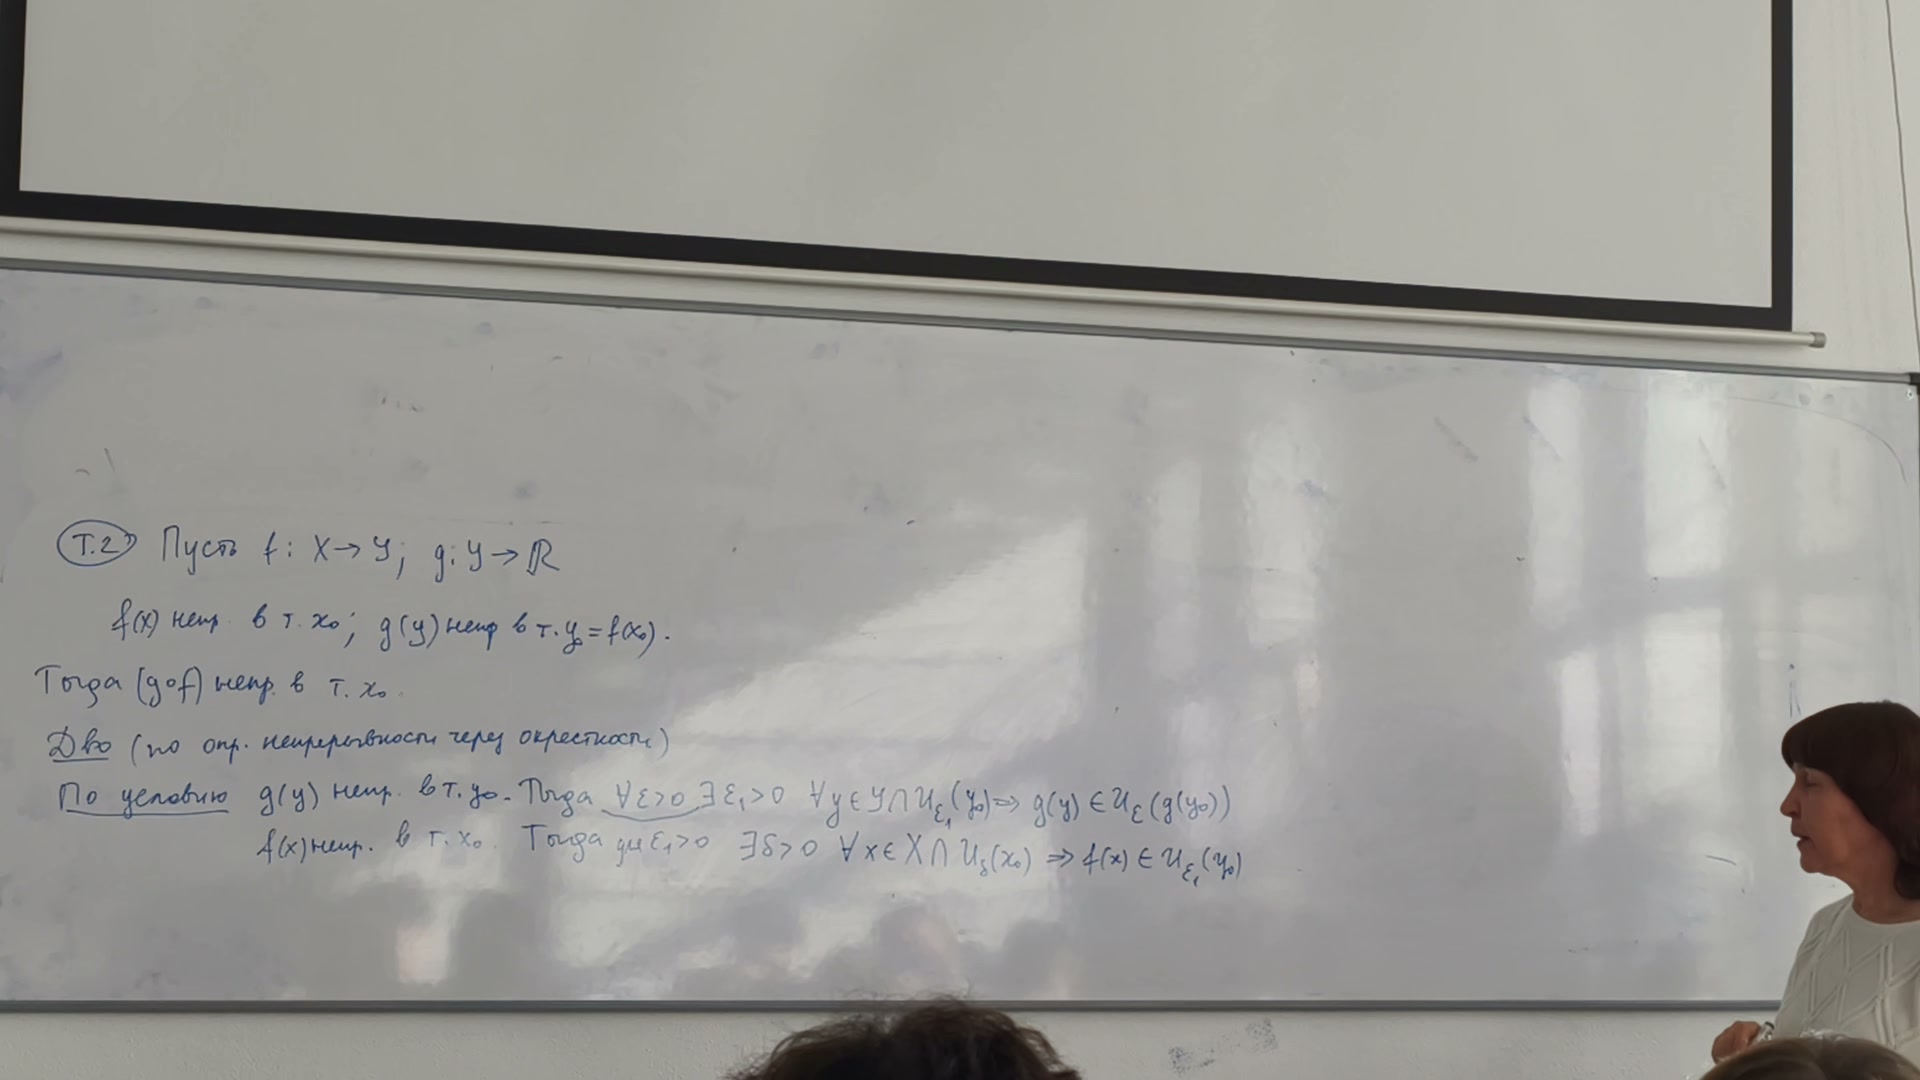 Т.2 Пусть f: X → Y; g: Y → ℝ
f(x) непр. в т. x₀; g(y) непр в т. y₀ = f(x₀).
Тогда (g∘f) непр. в т. x₀.
Д-во (по опр. непрерывности через окрестности)
По условию g(y) непр. в т. y₀. Тогда ∀ε>0 ∃ε₁>0 ∀y∈Y∩U_ε₁(y₀) ⇒ g(y) ∈ U_ε(g(y₀))
f(x) непр. в т. x₀. Тогда для ε₁>0 ∃δ>0 ∀x∈X∩U_δ(x₀) ⇒ f(x) ∈ U_ε₁(y₀)